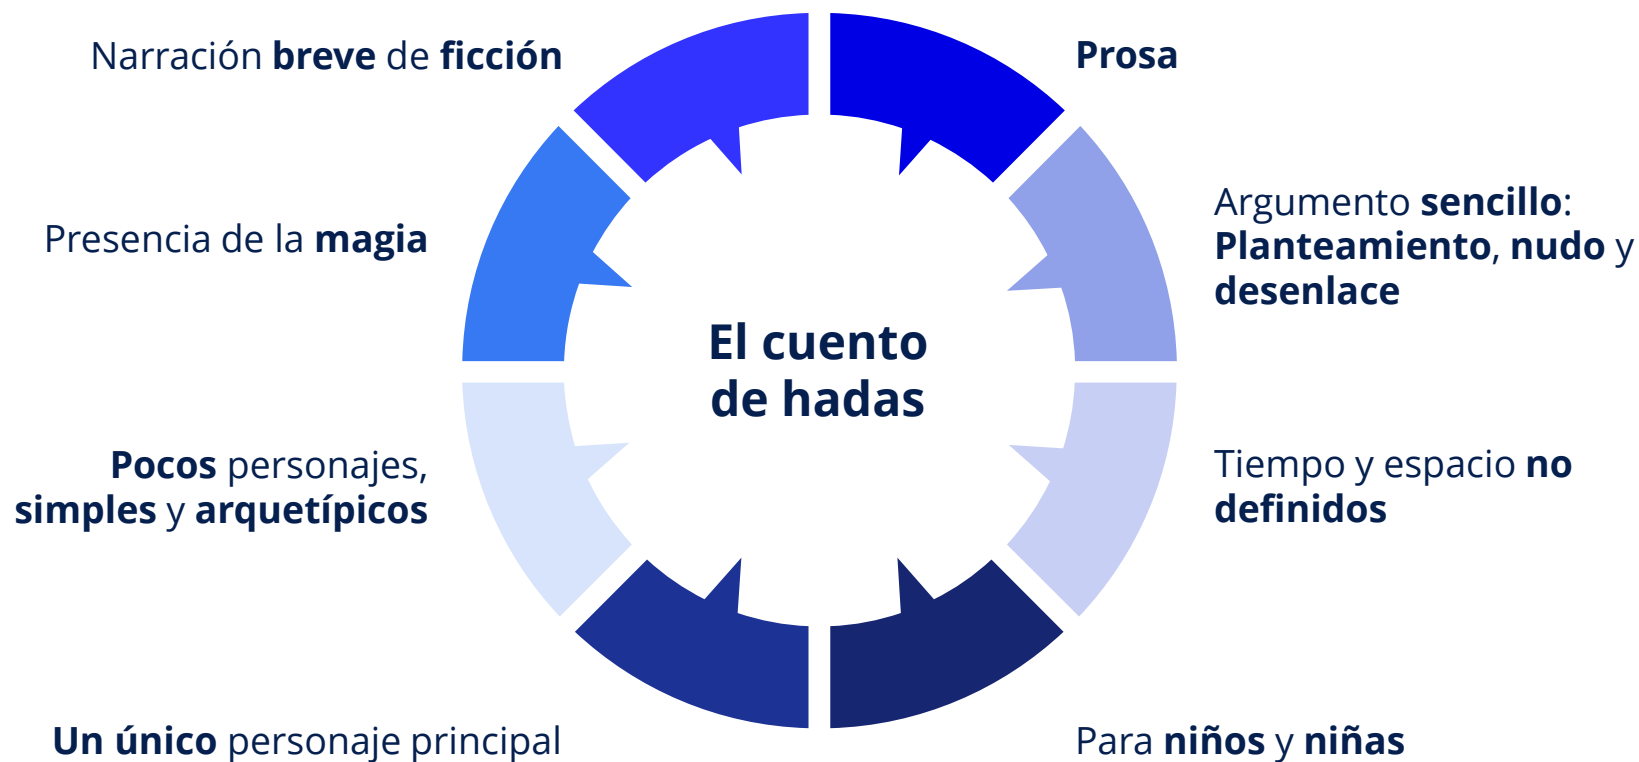 Narración breve de ficción
Prosa
Presencia de la magia
Argumento sencillo:
Planteamiento, nudo y
desenlace
El cuento
de hadas
Pocos personajes,
simples y arquetípicos
Tiempo y espacio no
definidos
Un único personaje principal
Para niños y niñas